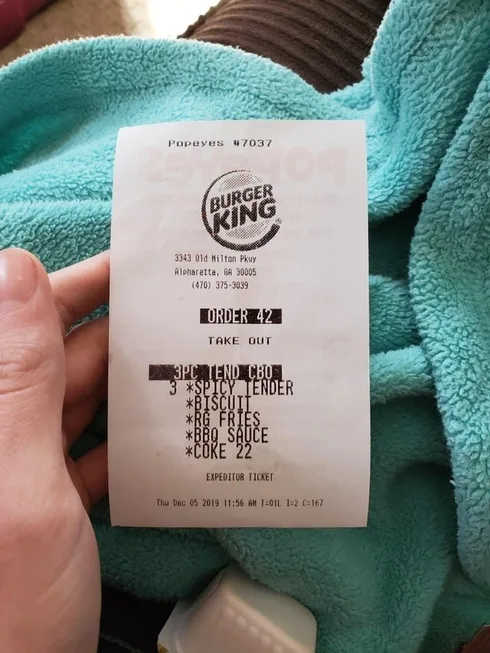 Popeyes #7037
BURGER
KING®
3343 Old Milton Pkwy
Alpharetta, GA 30005
(470) 375-3039
ORDER 42
TAKE OUT
3PC TEND CBO
3 *SPICY TENDER
*BISCUIT
*RG FRIES
*BBQ SAUCE
*COKE 22
EXPEDITOR TICKET
Thu Dec 05 2019 11:56 AM T=01L I=2 C=167